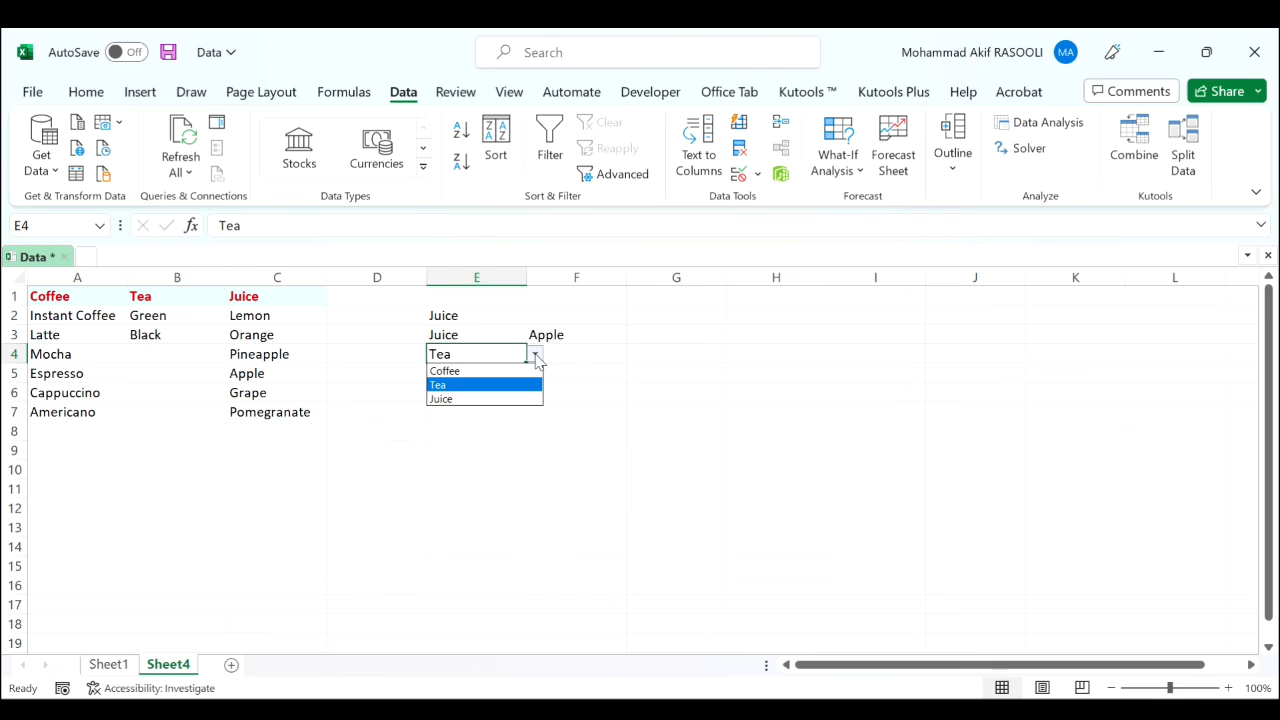 AutoSave Off Data Search Mohammad Akif RASOOLI MA
File Home Insert Draw Page Layout Formulas Data Review View Automate Developer Office Tab Kutools ™ Kutools Plus Help Acrobat Comments Share
Get Data Refresh All Stocks Currencies Sort Filter Clear Reapply Advanced Text to Columns What-If Analysis Forecast Sheet Outline Data Analysis Solver Combine Split Data
Get & Transform Data Queries & Connections Data Types Sort & Filter Data Tools Forecast Analyze Kutools
E4 fx Tea
Data *
A B C D E F G H I J K L
1 Coffee Tea Juice
2 Instant Coffee Green Lemon Juice
3 Latte Black Orange Juice Apple
4 Mocha Pineapple Tea
5 Espresso Apple
6 Cappuccino Grape
7 Americano Pomegranate
Coffee
Tea
Juice
8
9
10
11
12
13
14
15
16
17
18
19
Sheet1 Sheet4
Ready Accessibility: Investigate 100%